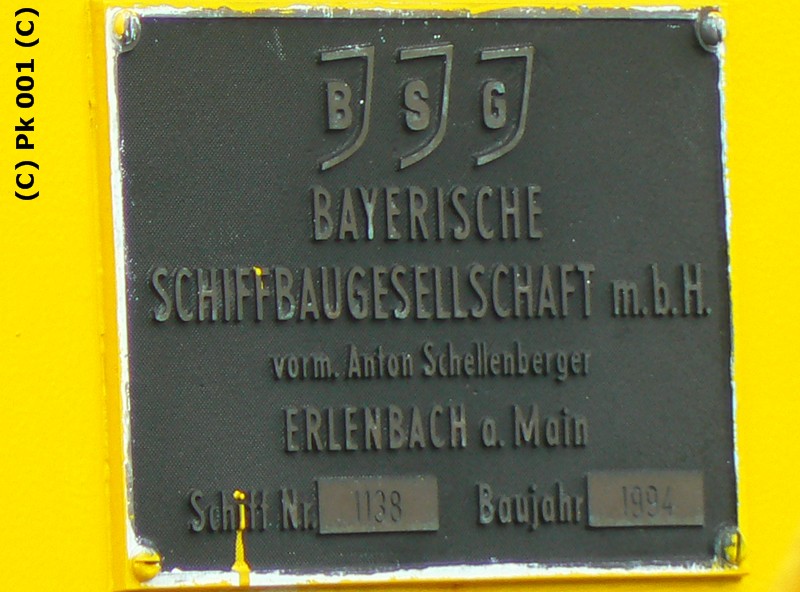 (C) Pk 001 (C)
B S G
BAYERISCHE
SCHIFFBAUGESELLSCHAFT m.b.H.
vorm. Anton Schellenberger
ERLENBACH a. Main
Schiff Nr. 1138 Baujahr 1994